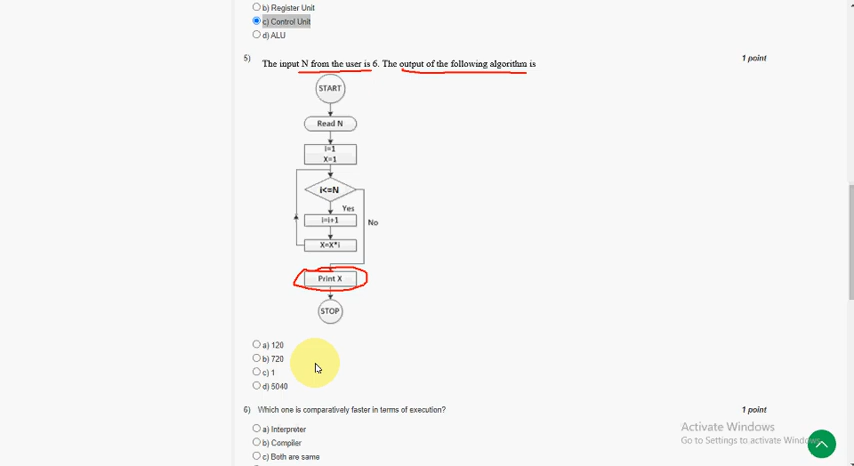 b) Register Unit
c) Control Unit
d) ALU
5) The input N from the user is 6. The output of the following algorithm is 1 point
START
Read N
i=1
X=1
i<=N
Yes
No
i=i+1
X=X*i
Print X
STOP
a) 120
b) 720
c) 1
d) 5040
6) Which one is comparatively faster in terms of execution? 1 point
a) Interpreter
b) Compiler
c) Both are same
Activate Windows
Go to Settings to activate Windows.